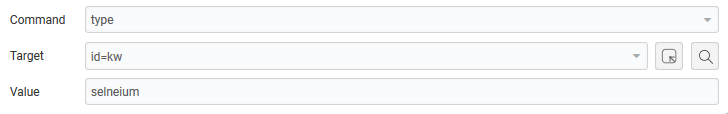 Command type
Target id=kw
Value selneium